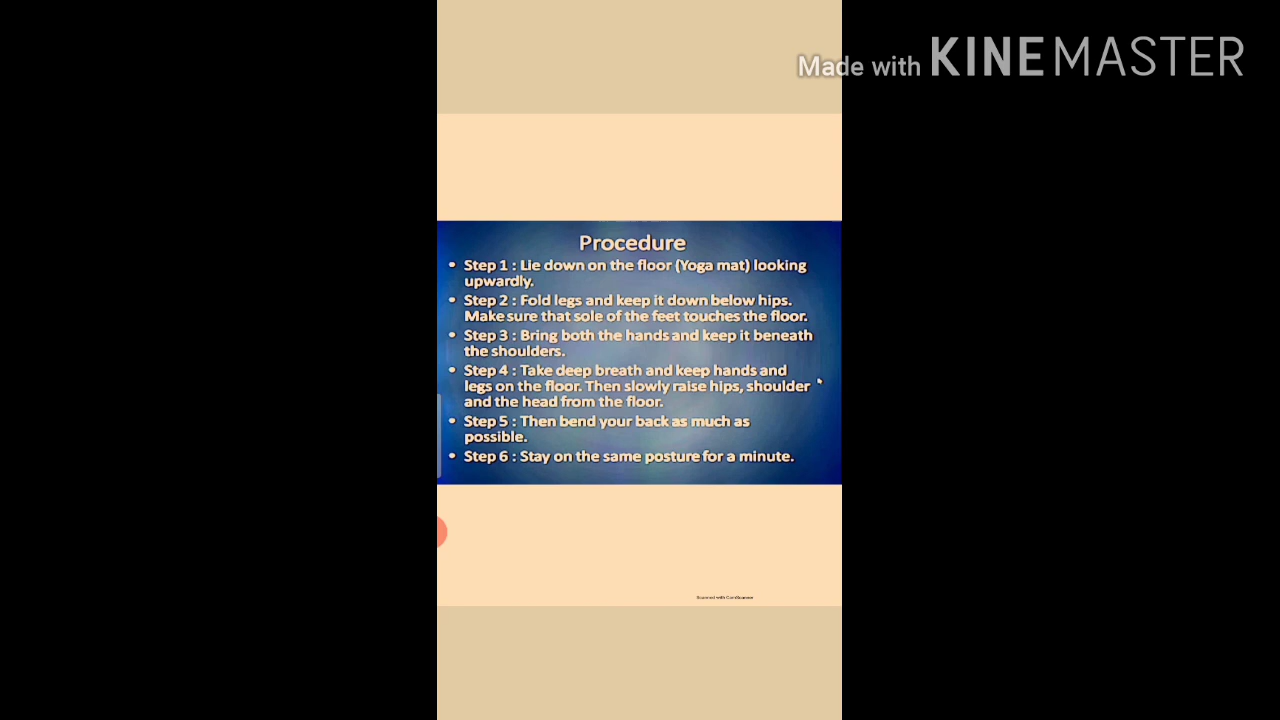 Made with KINEMASTER
Procedure
• Step 1 : Lie down on the floor (Yoga mat) looking
upwardly.
• Step 2 : Fold legs and keep it down below hips.
Make sure that sole of the feet touches the floor.
• Step 3 : Bring both the hands and keep it beneath
the shoulders.
• Step 4 : Take deep breath and keep hands and
legs on the floor. Then slowly raise hips, shoulder
and the head from the floor.
• Step 5 : Then bend your back as much as
possible.
• Step 6 : Stay on the same posture for a minute.
Scanned with CamScanner